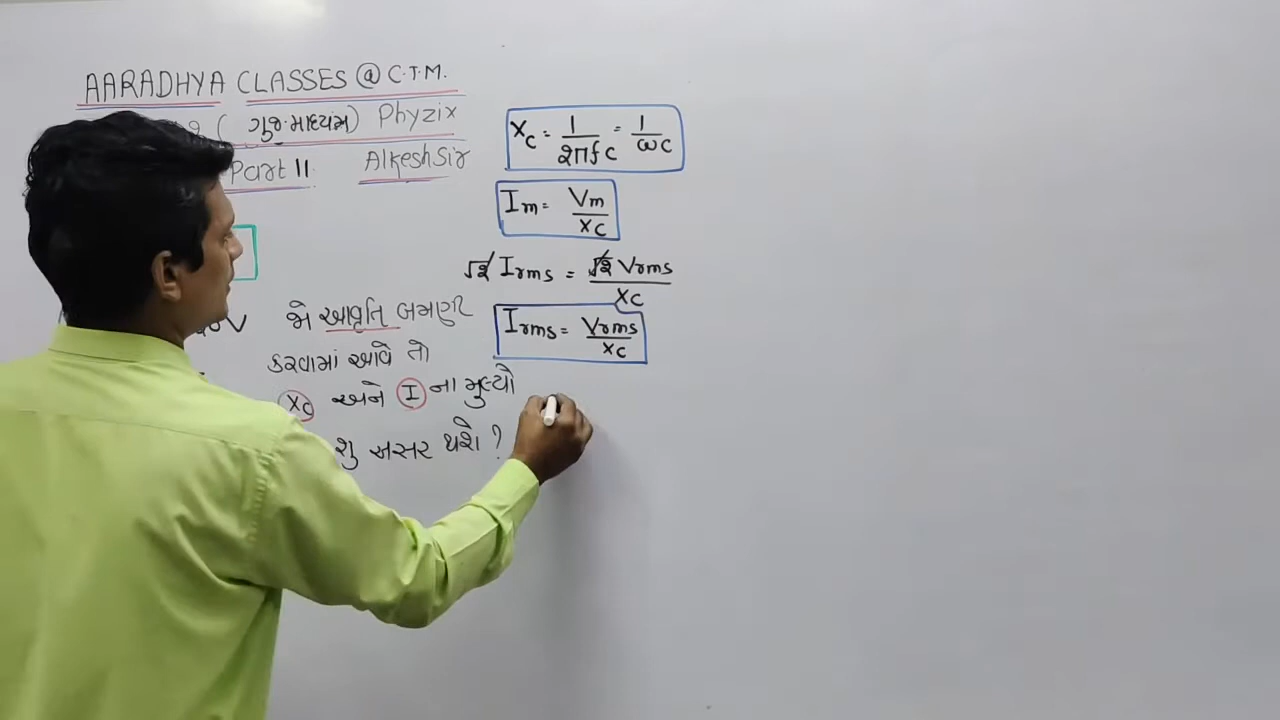 AARADHYA CLASSES @ C.T.M.
( ગુજ.માધ્યમ) Phyzix
Part 11. Alkesh Sir
V જો આવૃતિ બમણી
કરવામાં આવે તો
Xc અને I ના મુલ્યો
શુ અસર થશે ?
Xc = 1/2πfc = 1/ωc
Im = Vm/Xc
√2 Irms = √2 Vrms/Xc
Irms = Vrms/Xc